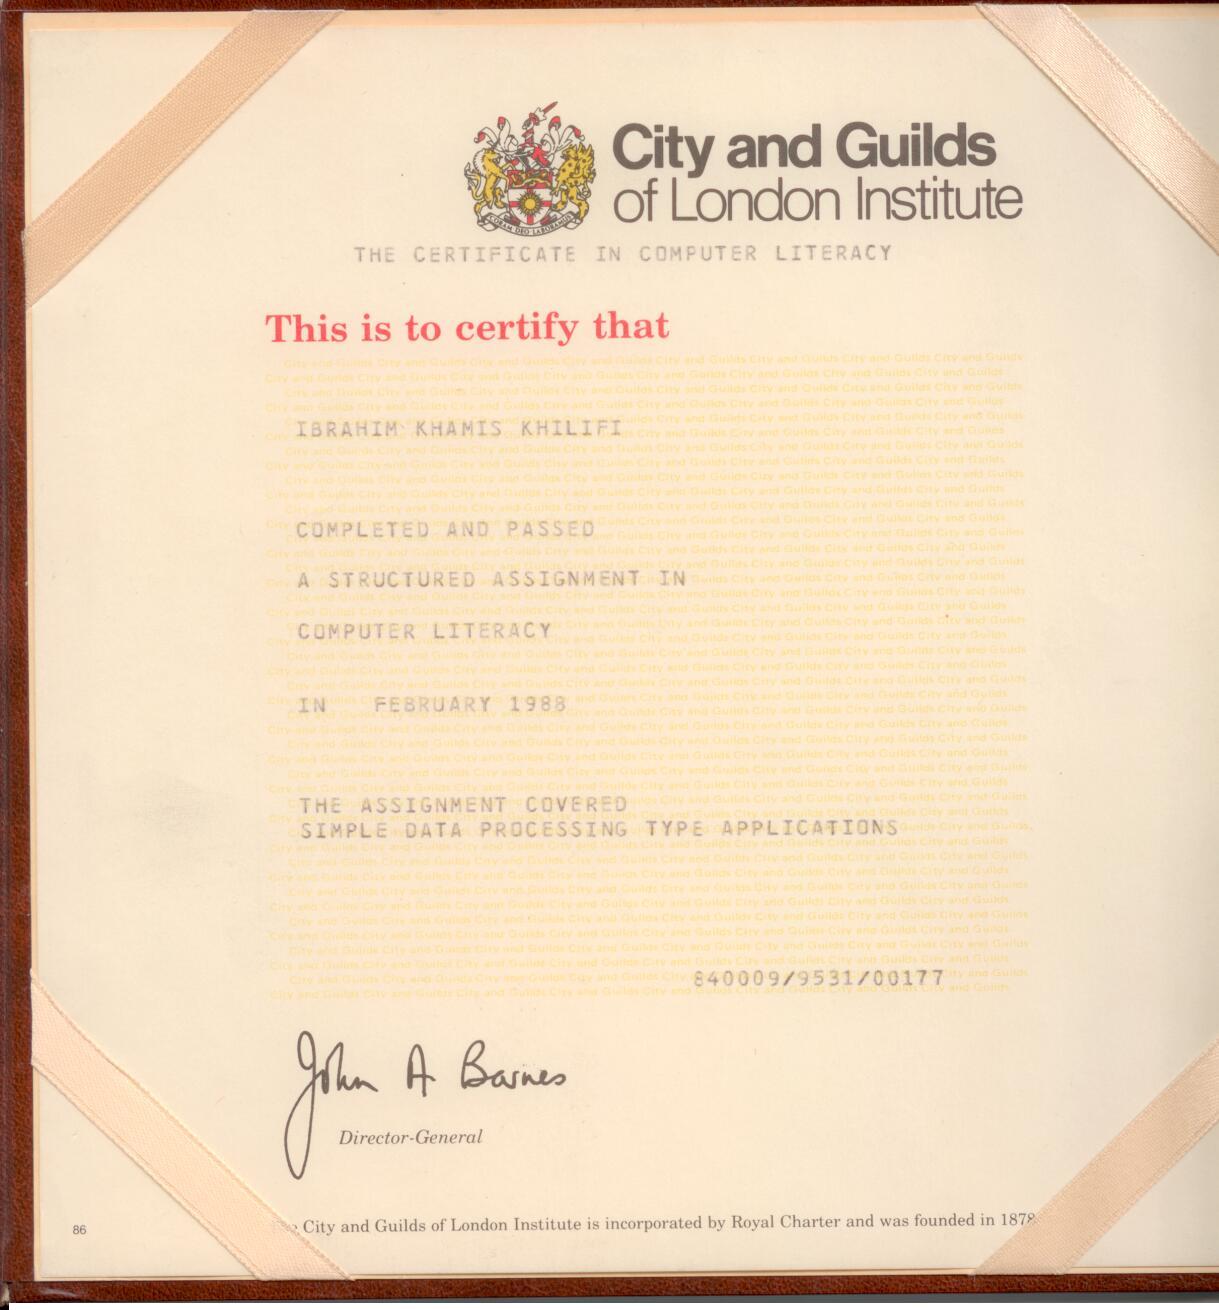 City and Guilds
of London Institute
CORAM DEO LABORAMUS
THE CERTIFICATE IN COMPUTER LITERACY
This is to certify that
IBRAHIM KHAMIS KHILIFI
COMPLETED AND PASSED
A STRUCTURED ASSIGNMENT IN
COMPUTER LITERACY
IN FEBRUARY 1988
THE ASSIGNMENT COVERED
SIMPLE DATA PROCESSING TYPE APPLICATIONS
840009/9531/00177
John A Barnes
Director-General
86
City and Guilds of London Institute is incorporated by Royal Charter and was founded in 1878